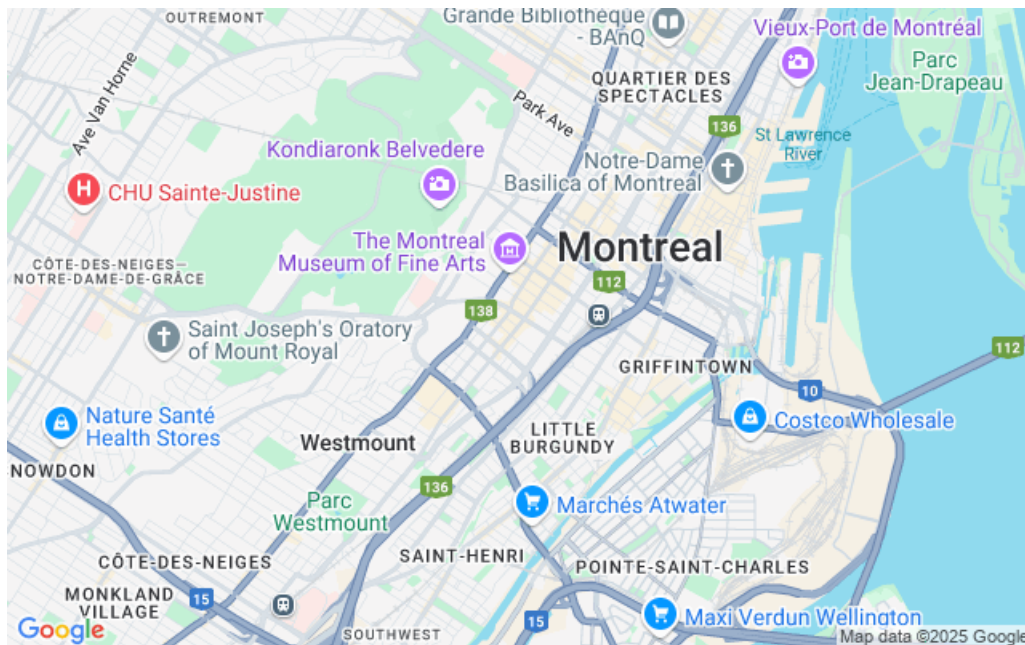 OUTREMONT
Grande Bibliothèque
- BAnQ
Vieux-Port de Montréal
Parc
Jean-Drapeau
Ave Van Horne
QUARTIER DES
SPECTACLES
Park Ave
136
St Lawrence
River
Kondiaronk Belvedere
Notre-Dame
Basilica of Montreal
H
CHU Sainte-Justine
The Montreal
Museum of Fine Arts
Montreal
CÔTE-DES-NEIGES—
NOTRE-DAME-DE-GRÂCE
112
138
Saint Joseph's Oratory
of Mount Royal
112
GRIFFINTOWN
10
Nature Santé
Health Stores
Costco Wholesale
Westmount
LITTLE
BURGUNDY
NOWDON
136
Parc
Westmount
Marchés Atwater
SAINT-HENRI
CÔTE-DES-NEIGES
POINTE-SAINT-CHARLES
MONKLAND
VILLAGE
15
15
Maxi Verdun Wellington
Google
SOUTHWEST
Map data ©2025 Google